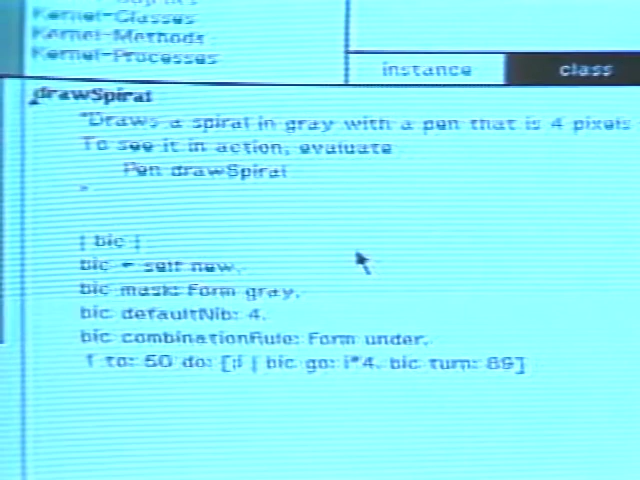 Kernel-Classes
Kernel-Methods
Kernel-Processes
instance class
drawSpiral
"Draws a spiral in gray with a pen that is 4 pixels
To see it in action, evaluate
Pen drawSpiral
"
| bic |
bic ← self new.
bic mask: Form gray.
bic defaultNib: 4.
bic combinationRule: Form under.
1 to: 50 do: [:i | bic go: i*4. bic turn: 89]